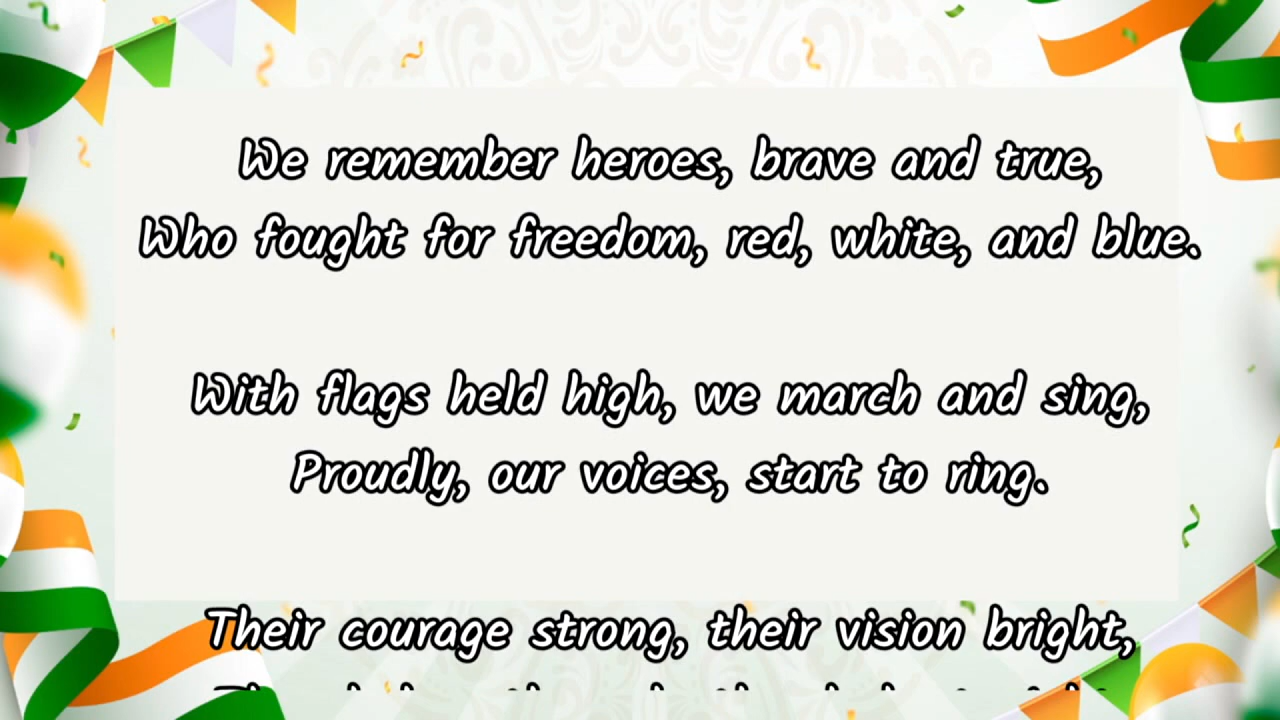 We remember heroes, brave and true,
Who fought for freedom, red, white, and blue.
With flags held high, we march and sing,
Proudly, our voices, start to ring.
Their courage strong, their vision bright,